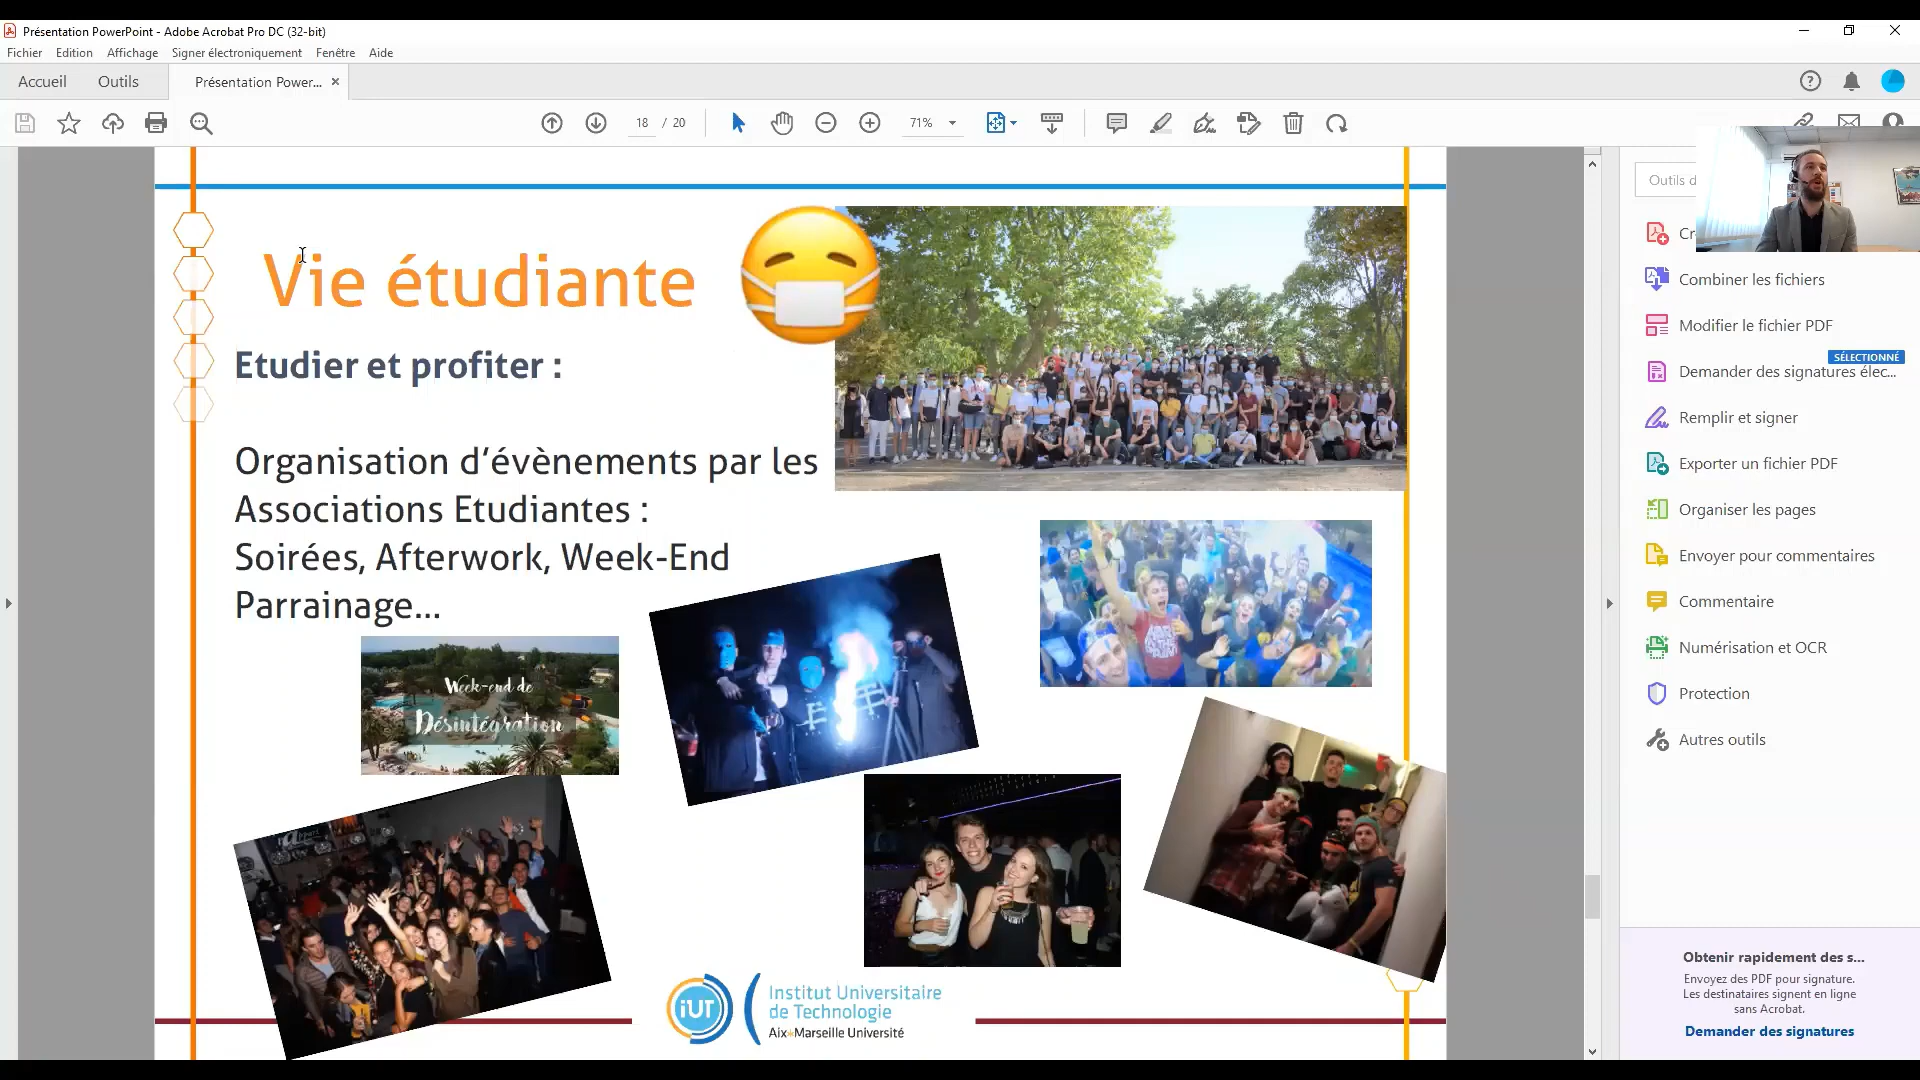 Présentation PowerPoint - Adobe Acrobat Pro DC (32-bit)
Fichier Edition Affichage Signer électroniquement Fenêtre Aide
Accueil Outils Présentation Power... ×
18 / 20 71%
Outils d
Cr
Combiner les fichiers
Modifier le fichier PDF
SÉLECTIONNÉ
Demander des signatures élec...
Remplir et signer
Exporter un fichier PDF
Organiser les pages
Envoyer pour commentaires
Commentaire
Numérisation et OCR
Protection
Autres outils
Obtenir rapidement des s...
Envoyez des PDF pour signature.
Les destinataires signent en ligne
sans Acrobat.
Demander des signatures
Vie étudiante
Etudier et profiter :
Organisation d’évènements par les
Associations Etudiantes :
Soirées, Afterwork, Week-End
Parrainage...
Week-end de
Désintégration
iUT
Institut Universitaire
de Technologie
Aix*Marseille Université